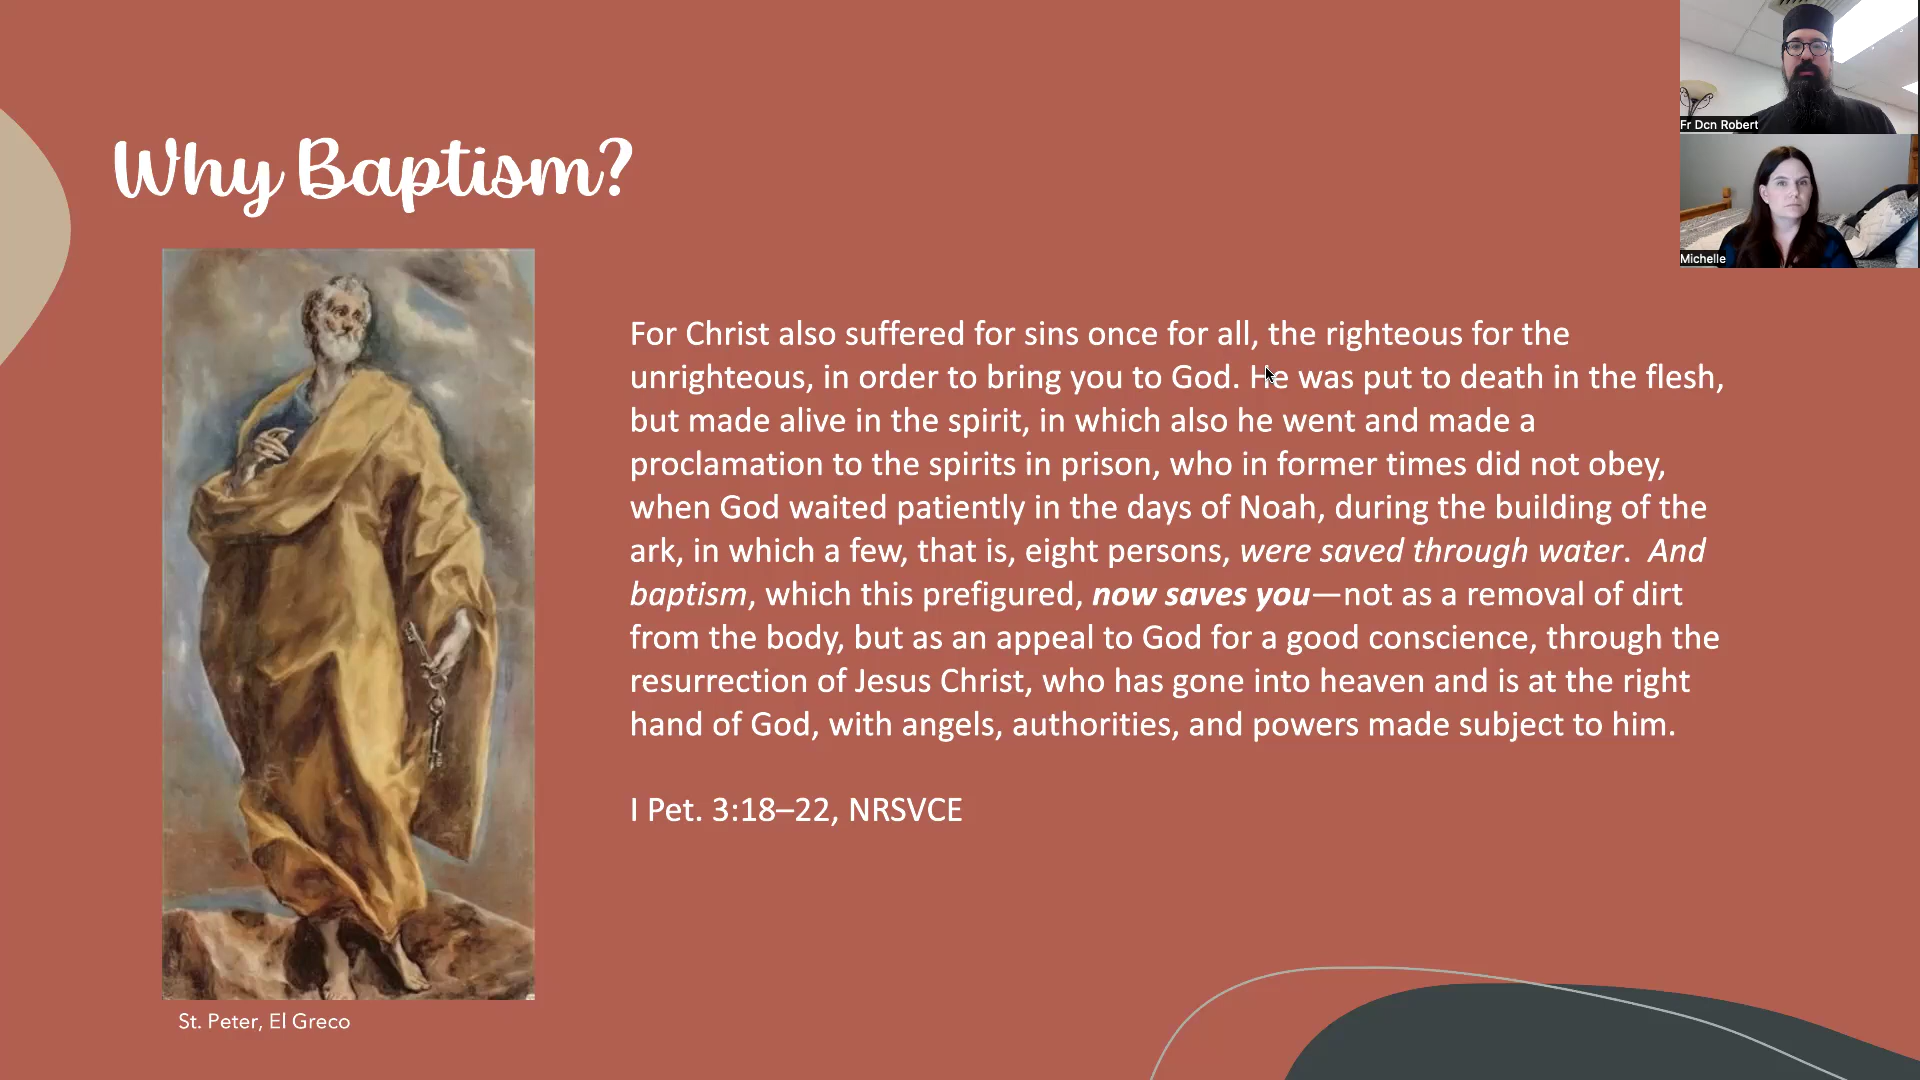 Why Baptism?
For Christ also suffered for sins once for all, the righteous for the
unrighteous, in order to bring you to God. He was put to death in the flesh,
but made alive in the spirit, in which also he went and made a
proclamation to the spirits in prison, who in former times did not obey,
when God waited patiently in the days of Noah, during the building of the
ark, in which a few, that is, eight persons, were saved through water.  And
baptism, which this prefigured, now saves you—not as a removal of dirt
from the body, but as an appeal to God for a good conscience, through the
resurrection of Jesus Christ, who has gone into heaven and is at the right
hand of God, with angels, authorities, and powers made subject to him.
I Pet. 3:18–22, NRSVCE
St. Peter, El Greco
Fr Dcn Robert
Michelle